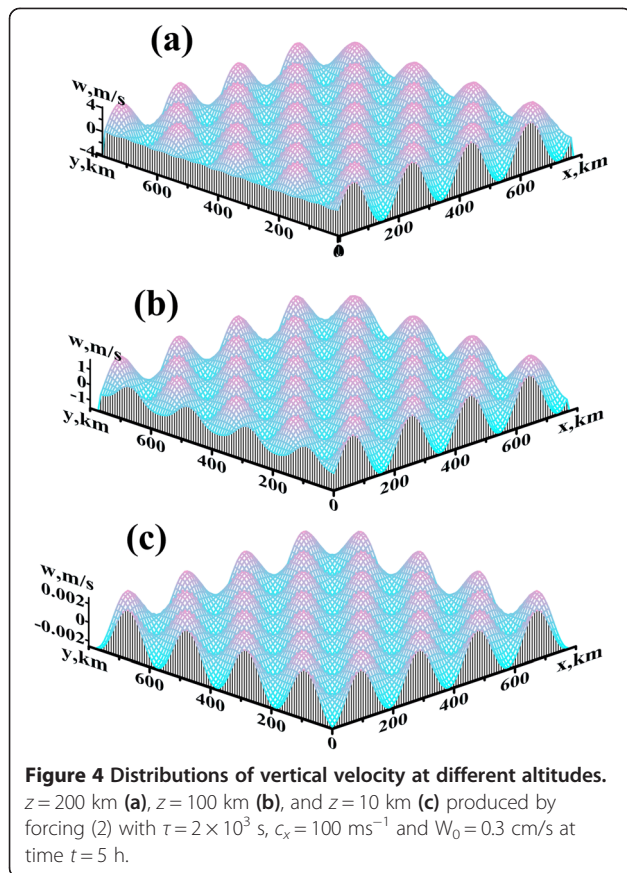 (a)
w,m/s
4
0
-4
y,km
600
400
200
0
200
400
600
x,km
(b)
w,m/s
1
0
-1
y,km
600
400
200
0
200
400
600
x,km
(c)
w,m/s
0.002
0
-0.002
y,km
600
400
200
0
200
400
600
x,km
Figure 4 Distributions of vertical velocity at different altitudes.
z = 200 km (a), z = 100 km (b), and z = 10 km (c) produced by
forcing (2) with τ = 2 × 10³ s, cₓ = 100 ms⁻¹ and W₀ = 0.3 cm/s at
time t = 5 h.